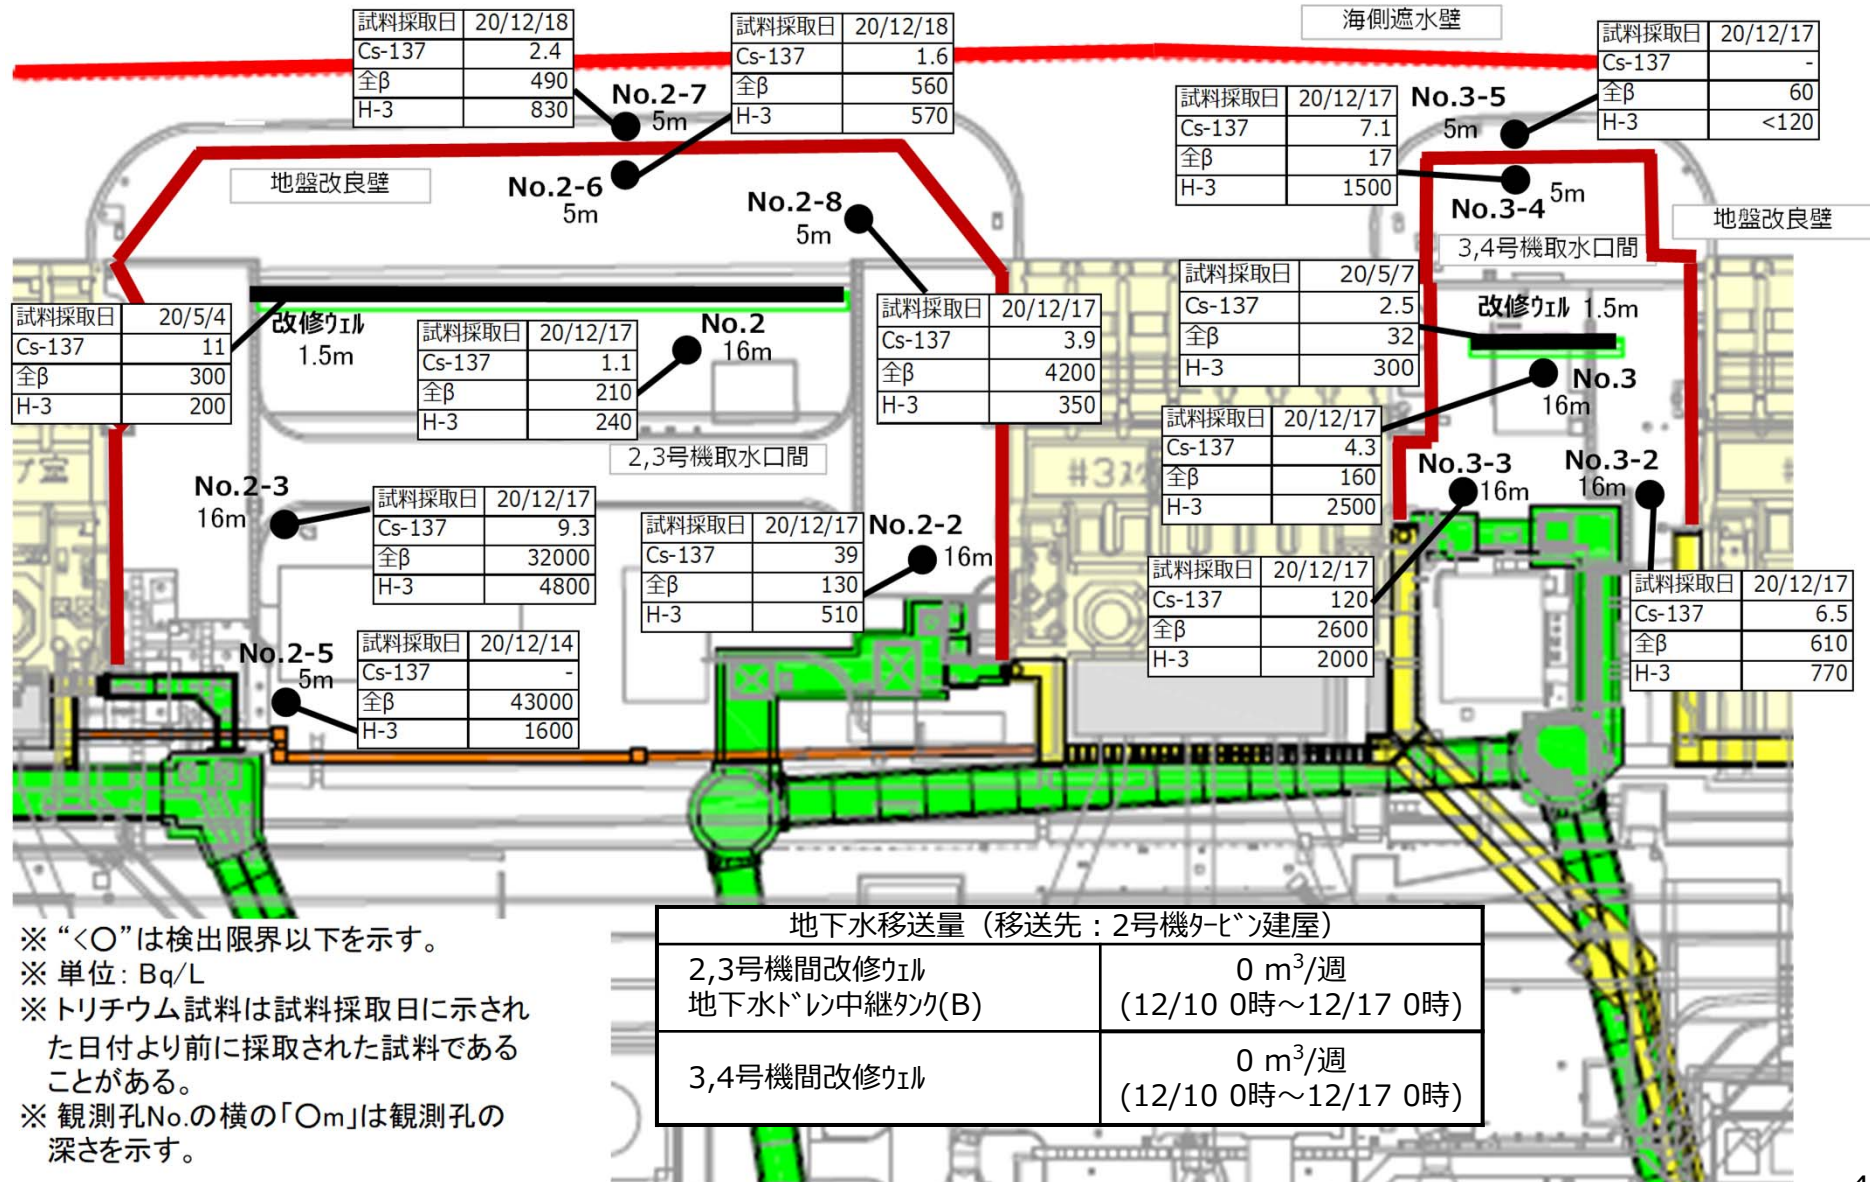 試料採取日 20/12/18
Cs-137 2.4
全β 490
H-3 830
試料採取日 20/12/18
Cs-137 1.6
全β 560
H-3 570
海側遮水壁
試料採取日 20/12/17
Cs-137 -
全β 60
H-3 <120
No.2-7
5m
試料採取日 20/12/17
Cs-137 7.1
全β 17
H-3 1500
No.3-5
5m
地盤改良壁
No.2-6
5m
No.2-8
5m
5m
No.3-4
地盤改良壁
3,4号機取水口間
試料採取日 20/5/4
Cs-137 11
全β 300
H-3 200
改修ｳｪﾙ
1.5m
試料採取日 20/12/17
Cs-137 1.1
全β 210
H-3 240
No.2
16m
試料採取日 20/12/17
Cs-137 3.9
全β 4200
H-3 350
試料採取日 20/5/7
Cs-137 2.5
全β 32
H-3 300
改修ｳｪﾙ 1.5m
No.3
16m
試料採取日 20/12/17
Cs-137 4.3
全β 160
H-3 2500
2,3号機取水口間
No.2-3
16m
試料採取日 20/12/17
Cs-137 9.3
全β 32000
H-3 4800
試料採取日 20/12/17
Cs-137 39
全β 130
H-3 510
No.2-2
16m
#3ｽｸ
No.3-3
16m
No.3-2
16m
試料採取日 20/12/17
Cs-137 120
全β 2600
H-3 2000
試料採取日 20/12/17
Cs-137 6.5
全β 610
H-3 770
No.2-5
5m
試料採取日 20/12/14
Cs-137 -
全β 43000
H-3 1600
※ “<〇”は検出限界以下を示す。
※ 単位: Bq/L
※トリチウム試料は試料採取日に示され
た日付より前に採取された試料である
ことがある。
※ 観測孔No.の横の「〇m」は観測孔の
深さを示す。
地下水移送量（移送先：2号機ﾀｰﾋﾞﾝ建屋）
2,3号機間改修ｳｪﾙ
地下水ﾄﾞﾚﾝ中継ﾀﾝｸ(B)
0 m³/週
(12/10 0時～12/17 0時)
3,4号機間改修ｳｪﾙ
0 m³/週
(12/10 0時～12/17 0時)